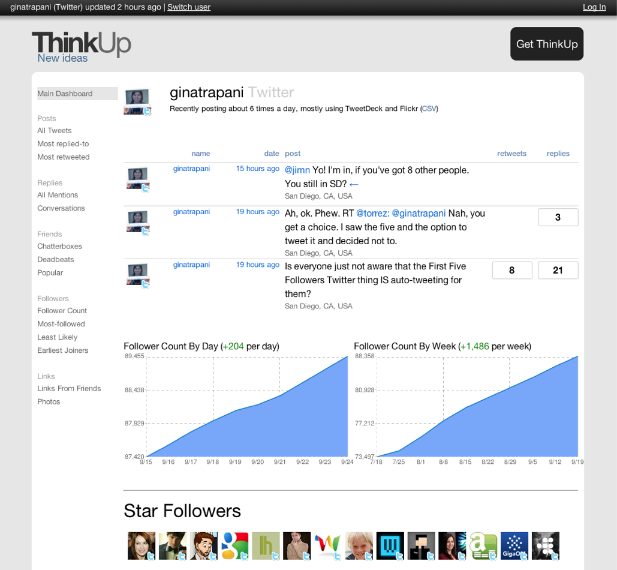 ginatrapani (Twitter) updated 2 hours ago | Switch user
Log In
ThinkUp
New ideas
Get ThinkUp
Main Dashboard
Posts
All Tweets
Most replied-to
Most retweeted
Replies
All Mentions
Conversations
Friends
Chatterboxes
Deadbeats
Popular
Followers
Follower Count
Most-followed
Least Likely
Earliest Joiners
Links
Links From Friends
Photos
ginatrapani Twitter
Recently posting about 6 times a day, mostly using TweetDeck and Flickr (CSV)
name date post retweets replies
ginatrapani 15 hours ago @jimn Yo! I'm in, if you've got 8 other people.
You still in SD? ←
San Diego, CA, USA
ginatrapani 19 hours ago Ah, ok. Phew. RT @torrez: @ginatrapani Nah, you 3
get a choice. I saw the five and the option to
tweet it and decided not to.
San Diego, CA, USA
ginatrapani 19 hours ago Is everyone just not aware that the First Five 8 21
Followers Twitter thing IS auto-tweeting for
them?
San Diego, CA, USA
Follower Count By Day (+204 per day)
89,455
88,438
87,929
87,420
9/15 9/16 9/17 9/18 9/19 9/20 9/21 9/22 9/23 9/24
Follower Count By Week (+1,486 per week)
88,358
80,928
77,212
73,497
7/18 7/25 8/1 8/8 8/15 8/22 8/29 9/5 9/12 9/19
Star Followers